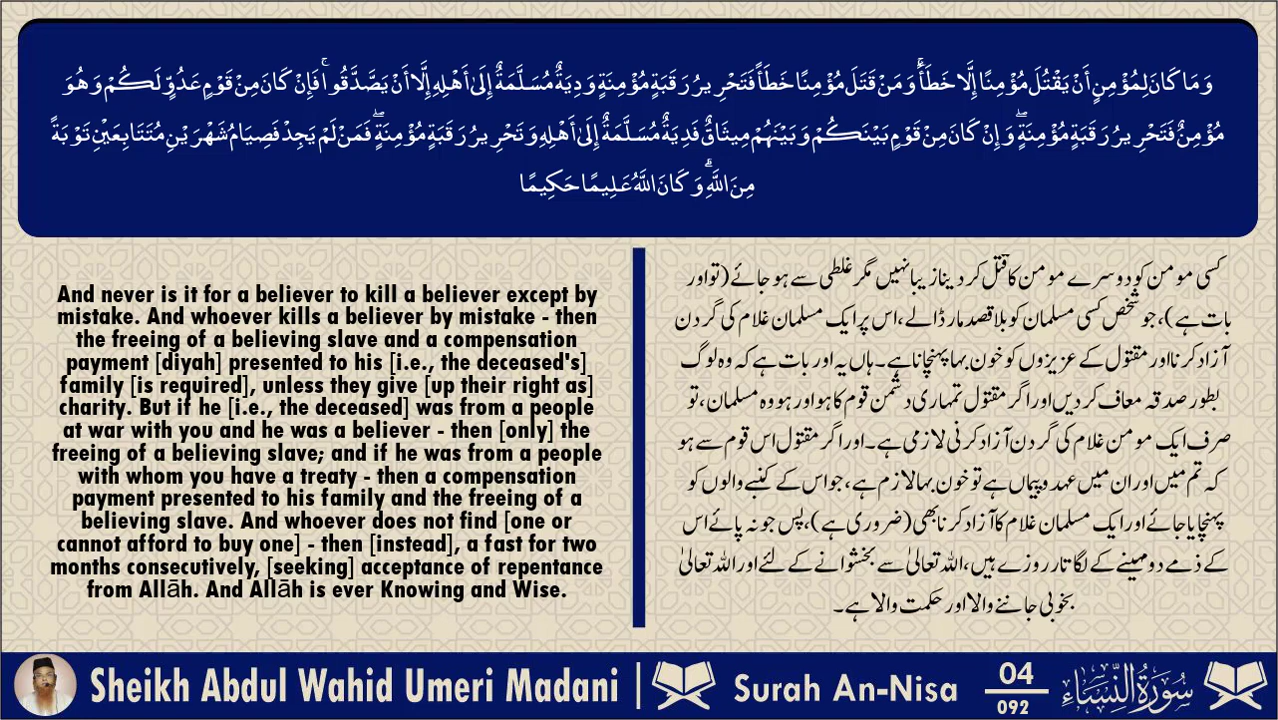 وَمَا كَانَ لِمُؤْمِنٍ أَنْ يَقْتُلَ مُؤْمِنًا إِلَّا خَطَأً ۚ وَمَنْ قَتَلَ مُؤْمِنًا خَطَأً فَتَحْرِيرُ رَقَبَةٍ مُؤْمِنَةٍ وَدِيَةٌ مُسَلَّمَةٌ إِلَىٰ أَهْلِهِ إِلَّا أَنْ يَصَّدَّقُوا ۚ فَإِنْ كَانَ مِنْ قَوْمٍ عَدُوٍّ لَكُمْ وَهُوَ
مُؤْمِنٌ فَتَحْرِيرُ رَقَبَةٍ مُؤْمِنَةٍ ۖ وَإِنْ كَانَ مِنْ قَوْمٍ بَيْنَكُمْ وَبَيْنَهُمْ مِيثَاقٌ فَدِيَةٌ مُسَلَّمَةٌ إِلَىٰ أَهْلِهِ وَتَحْرِيرُ رَقَبَةٍ مُؤْمِنَةٍ ۖ فَمَنْ لَمْ يَجِدْ فَصِيَامُ شَهْرَيْنِ مُتَتَابِعَيْنِ تَوْبَةً
مِنَ اللَّهِ ۗ وَكَانَ اللَّهُ عَلِيمًا حَكِيمًا
And never is it for a believer to kill a believer except by
mistake. And whoever kills a believer by mistake - then
the freeing of a believing slave and a compensation
payment [diyah] presented to his [i.e., the deceased's]
family [is required], unless they give [up their right as]
charity. But if he [i.e., the deceased] was from a people
at war with you and he was a believer - then [only] the
freeing of a believing slave; and if he was from a people
with whom you have a treaty - then a compensation
payment presented to his family and the freeing of a
believing slave. And whoever does not find [one or
cannot afford to buy one] - then [instead], a fast for two
months consecutively, [seeking] acceptance of repentance
from Allāh. And Allāh is ever Knowing and Wise.
کسی مومن کو دوسرے مومن کا قتل کر دینا زیبا نہیں مگر غلطی سے ہو جائے (تو اور
بات ہے)، جو شخص کسی مسلمان کو بلا قصد مار ڈالے، اس پر ایک مسلمان غلام کی گردن
آزاد کرنا اور مقتول کے عزیزوں کو خون بہا پہنچانا ہے۔ ہاں یہ اور بات ہے کہ وہ لوگ
بطور صدقہ معاف کر دیں اور اگر مقتول تمہاری دشمن قوم کا ہو اور ہو وہ مسلمان، تو
صرف ایک مومن غلام کی گردن آزاد کرنی لازمی ہے۔ اور اگر مقتول اس قوم سے ہو
کہ تم میں اور ان میں عہد و پیماں ہے تو خون بہا لازم ہے، جو اس کے کنبے والوں کو
پہنچایا جائے اور ایک مسلمان غلام کا آزاد کرنا بھی (ضروری ہے)، پس جو نہ پائے اس
کے ذمے دو مہینے کے لگاتار روزے ہیں، اللہ تعالیٰ سے بخشوانے کے لئے اور اللہ تعالیٰ
بخوبی جاننے والا اور حکمت والا ہے۔
Sheikh Abdul Wahid Umeri Madani
Surah An-Nisa
04
092
سورة النساء